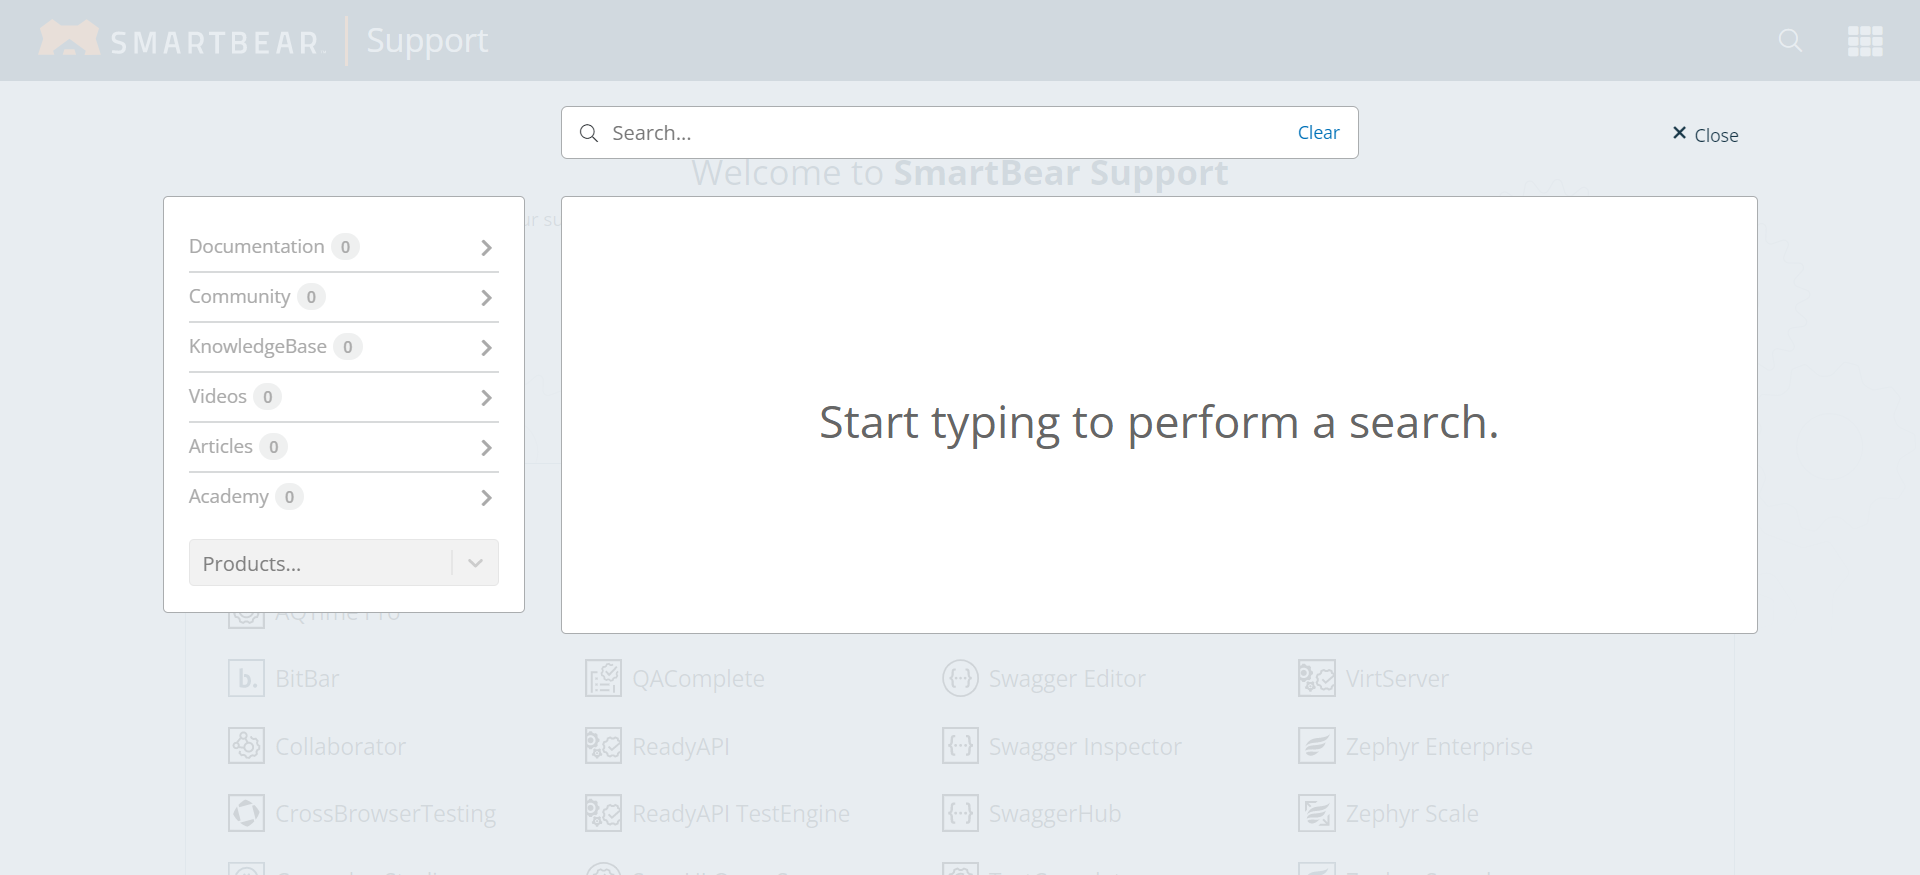 SMARTBEAR
Support
Search...
Clear
Close
Welcome to SmartBear Support
Documentation 0
Community 0
KnowledgeBase 0
Videos 0
Articles 0
Academy 0
Products...
Start typing to perform a search.
AQTime Pro
BitBar
QAComplete
Swagger Editor
VirtServer
Collaborator
ReadyAPI
Swagger Inspector
Zephyr Enterprise
CrossBrowserTesting
ReadyAPI TestEngine
SwaggerHub
Zephyr Scale